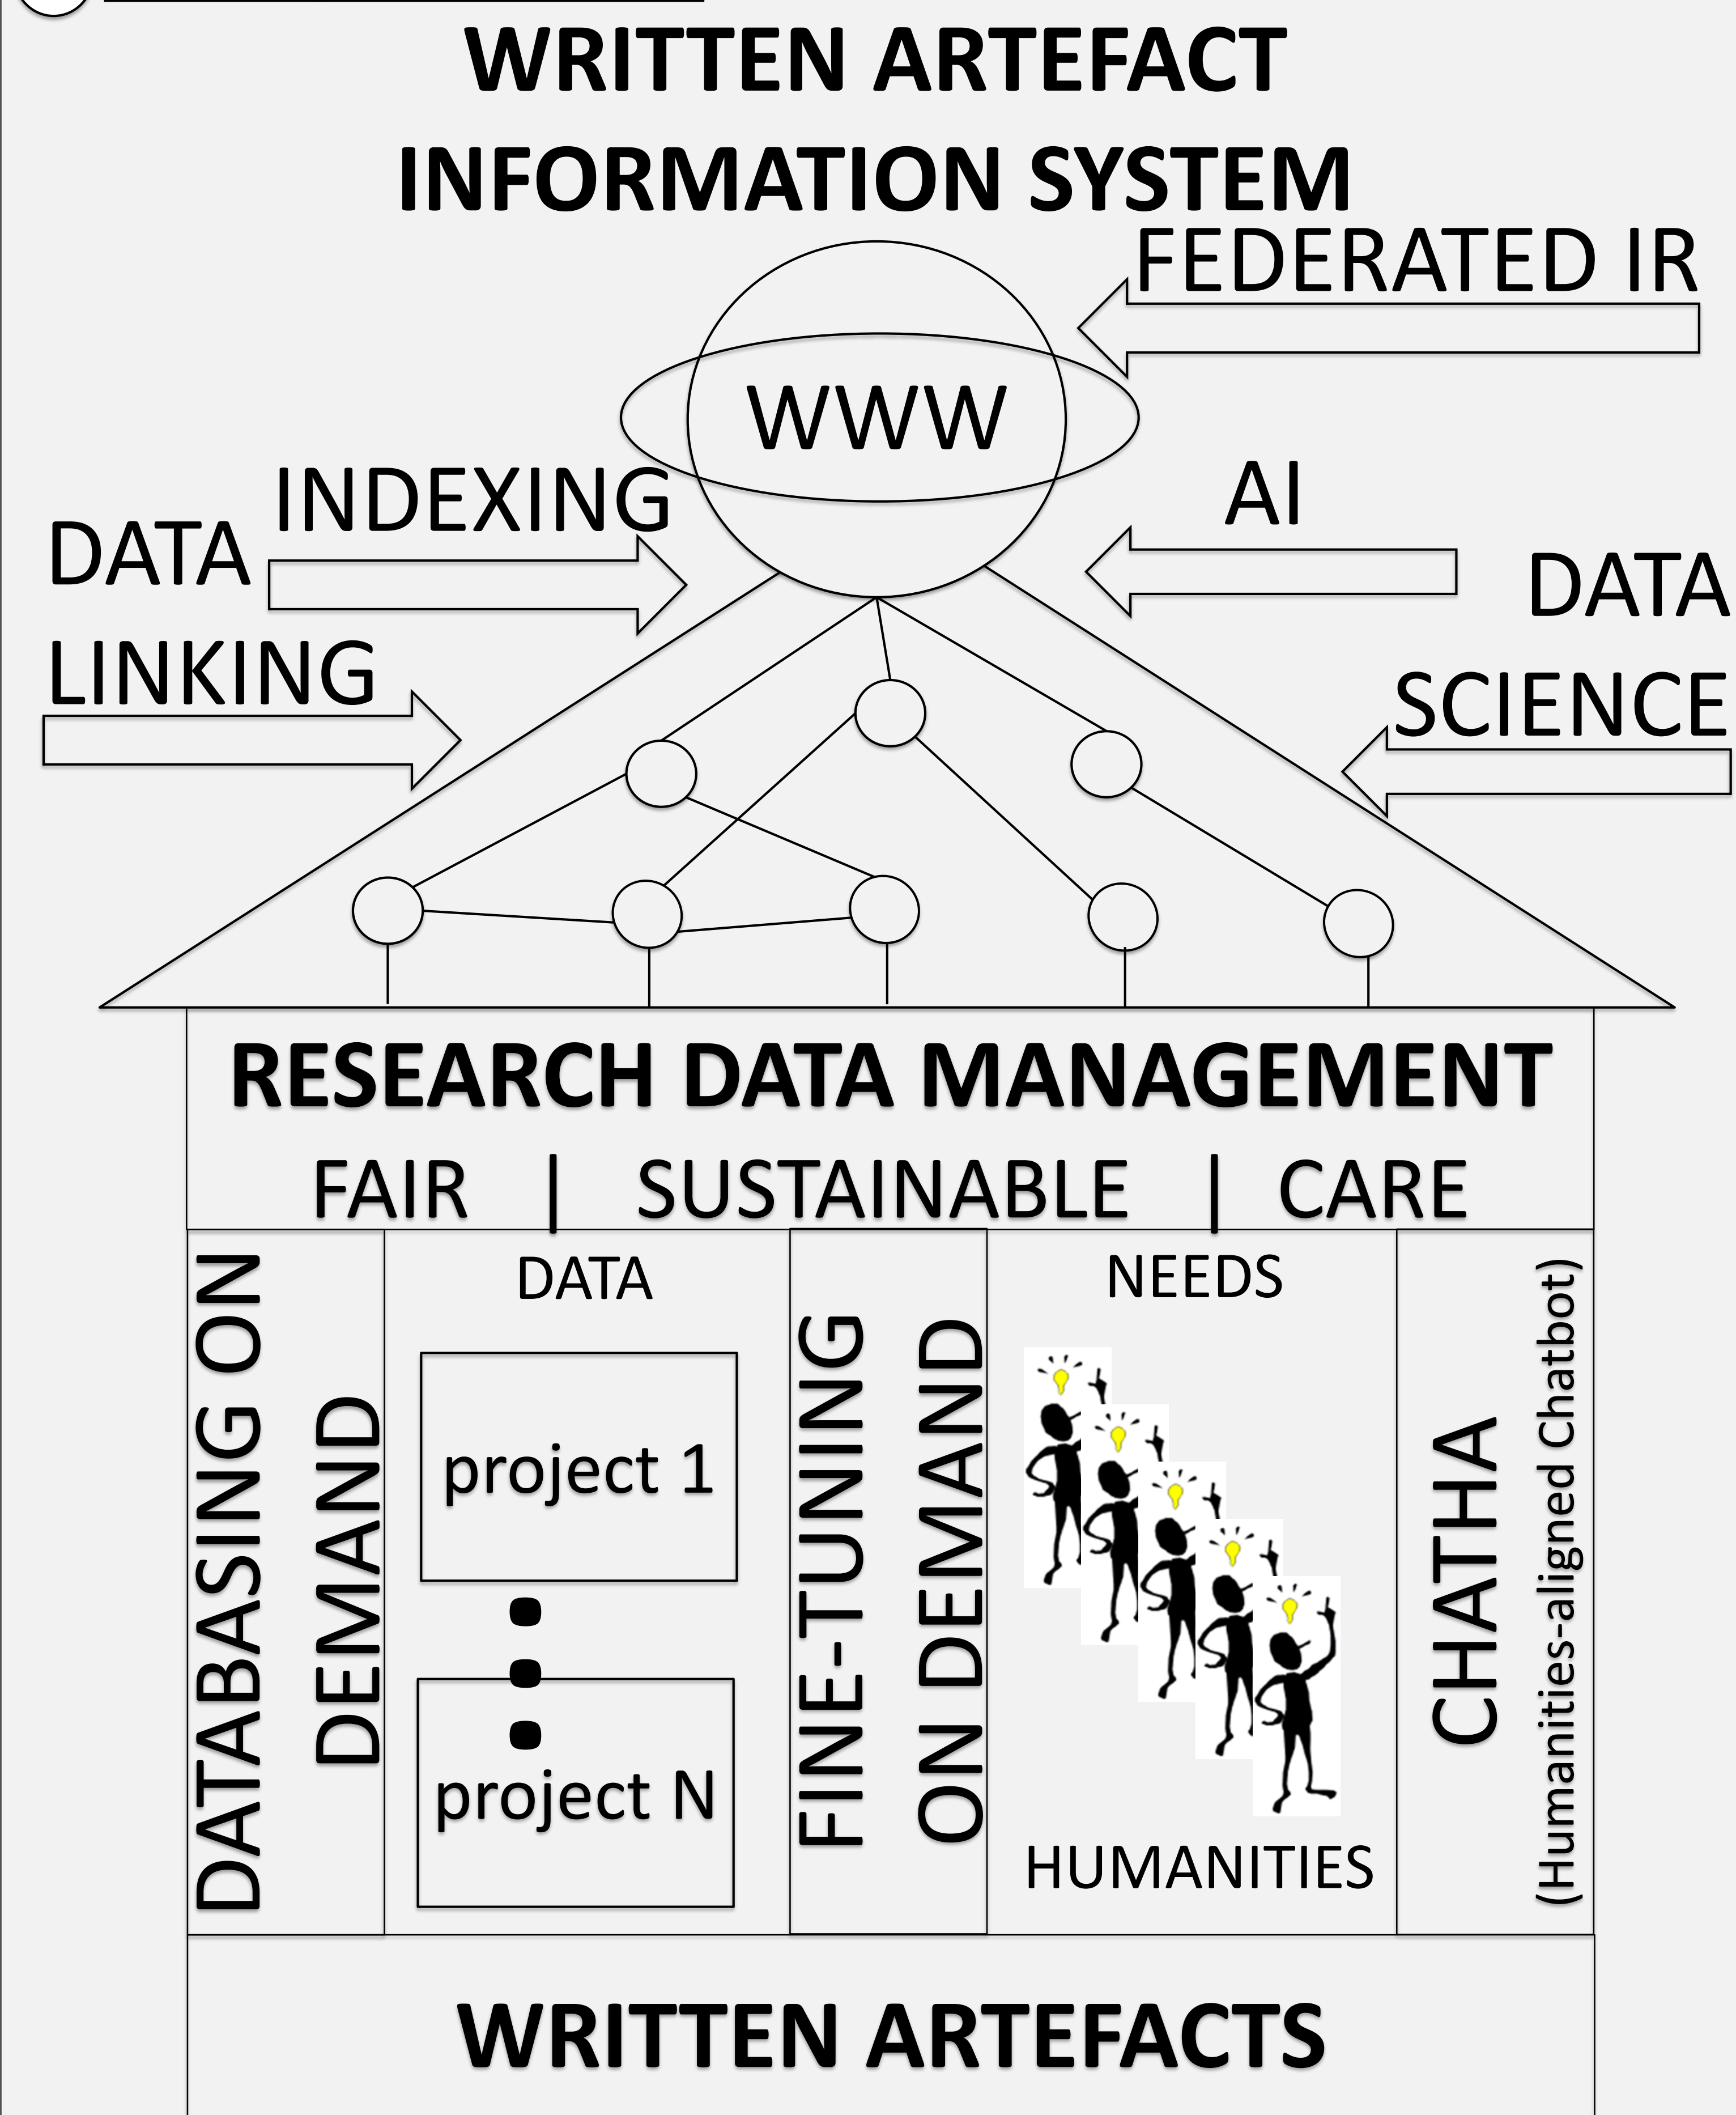 WRITTEN ARTEFACT
INFORMATION SYSTEM
FEDERATED IR
WWW
INDEXING
AI
DATA
LINKING
DATA
SCIENCE
RESEARCH DATA MANAGEMENT
FAIR | SUSTAINABLE | CARE
DATABASING ON
DEMAND
DATA
project 1
project N
FINE-TUNING
ON DEMAND
NEEDS
HUMANITIES
CHATHA
(Humanities-aligned Chatbot)
WRITTEN ARTEFACTS